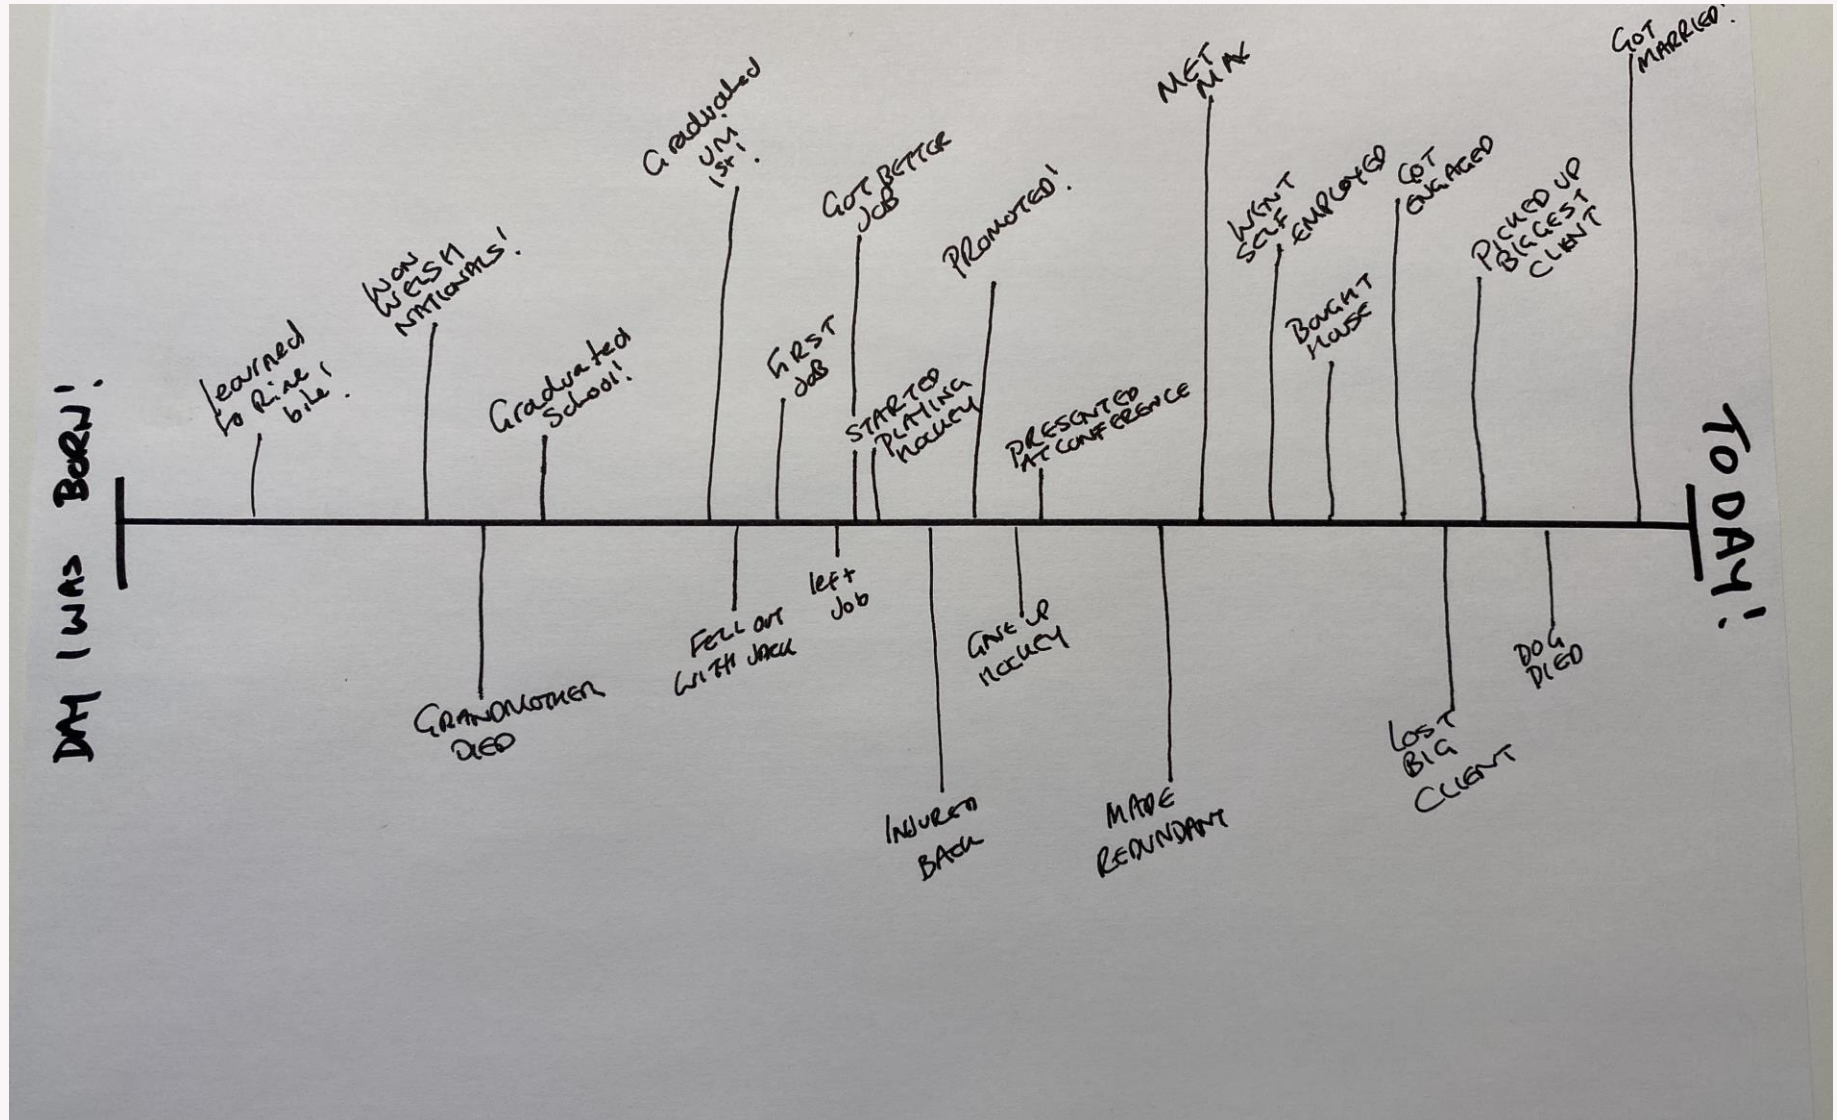 DAY I WAS BORN!
Learned
to Ride
bike!
WON
WELSH
NATIONALS!
GRANDMOTHER
DIED
Graduated
School!
Graduated
UNI
1st!
FELL OUT
WITH JACK
FIRST
JOB
left
Job
GOT BETTER
JOB
STARTED
PLAYING
HOCKEY
INJURED
BACK
PROMOTED!
GAVE UP
HOCKEY
PRESENTED
AT CONFERENCE
MADE
REDUNDANT
MET
WENT
SELF
EMPLOYED
BOUGHT
HOUSE
GOT
ENGAGED
LOST
BIG
CLIENT
PICKED UP
BIGGEST
CLIENT
DOG
DIED
GOT
MARRIED!
TODAY!